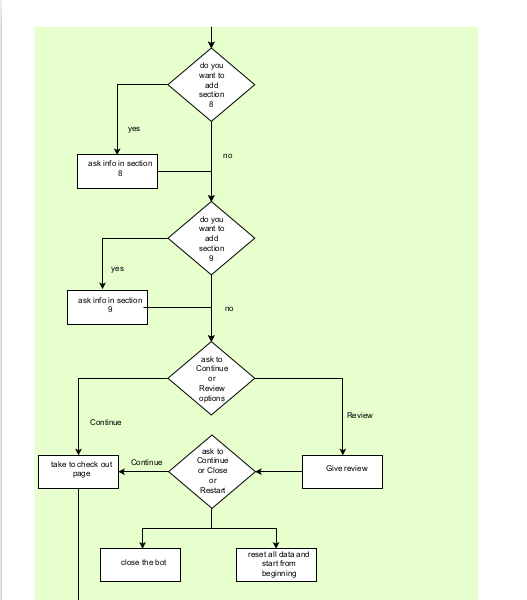 do you
want to
add
section
8
yes
no
ask info in section
8
do you
want to
add
section
9
yes
ask info in section
9
no
ask to
Continue
or
Review
options
Continue
Review
ask to
Continue
or Close
or
Restart
Continue
take to check out
page
Give review
close the bot
reset all data and
start from
beginning